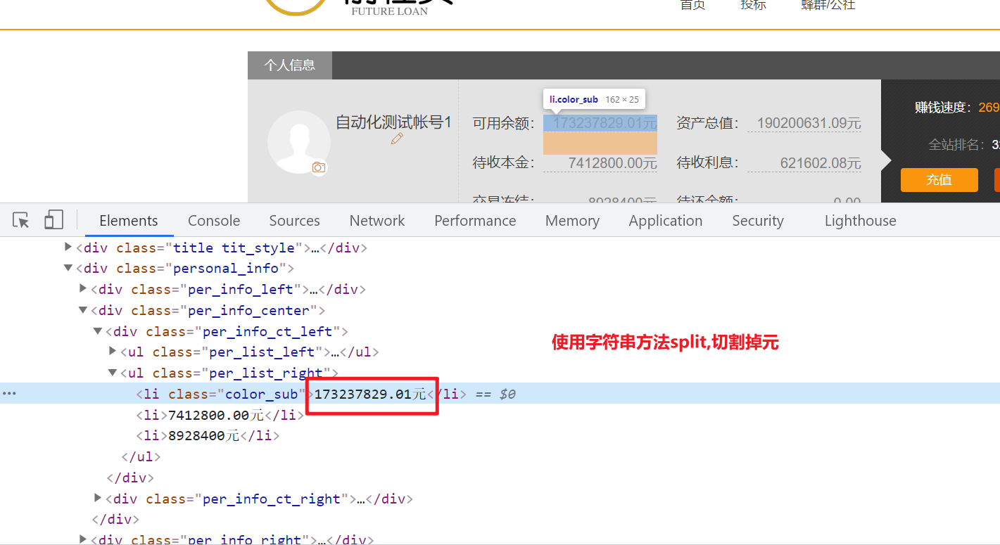 FUTURE LOAN
首页 投标 蜂群/公社
个人信息
li.color_sub 162 × 25
自动化测试帐号1
可用余额: 173237829.01元 资产总值: 190200631.09元
赚钱速度: 269
全站排名: 32
待收本金: 7412800.00元 待收利息: 621602.08元
充值
交易冻结: 8928400元 待还金额: 0.00
Elements Console Sources Network Performance Memory Application Security Lighthouse
<div class="title tit_style">…</div>
<div class="personal_info">
<div class="per_info_left">…</div>
<div class="per_info_center">
<div class="per_info_ct_left">
使用字符串方法split,切割掉元
<ul class="per_list_left">…</ul>
<ul class="per_list_right">
<li class="color_sub">173237829.01元</li> == $0
<li>7412800.00元</li>
<li>8928400元</li>
</ul>
</div>
<div class="per_info_ct_right">…</div>
</div>
<div class="per_info_right">…</div>